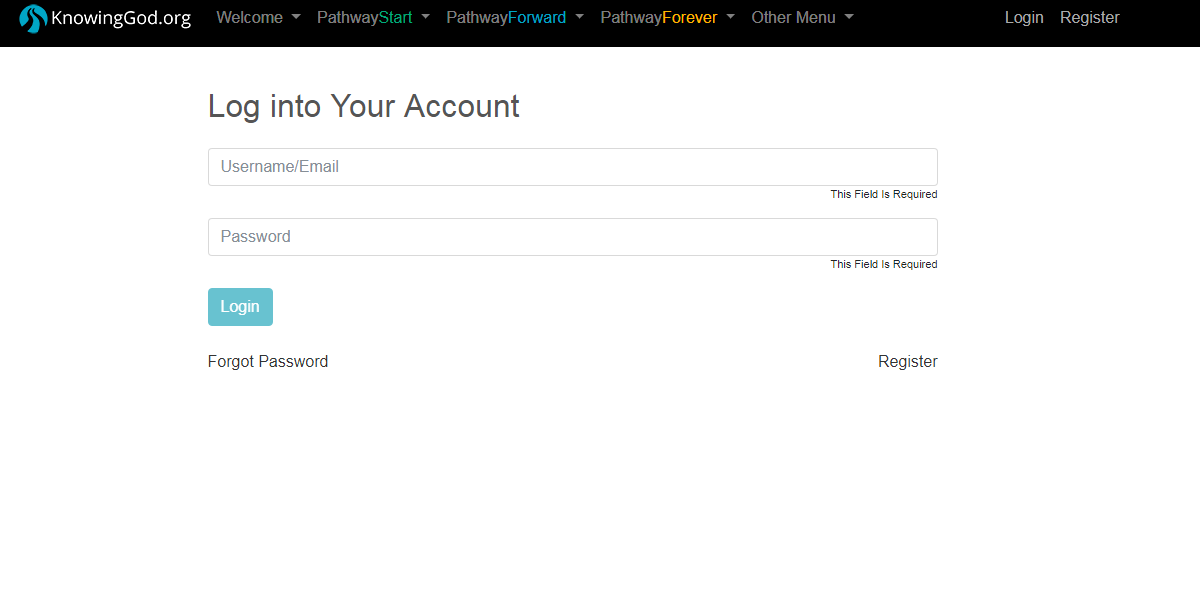 KnowingGod.org Welcome PathwayStart PathwayForward PathwayForever Other Menu Login Register
Log into Your Account
Username/Email
This Field Is Required
Password
This Field Is Required
Login
Forgot Password Register